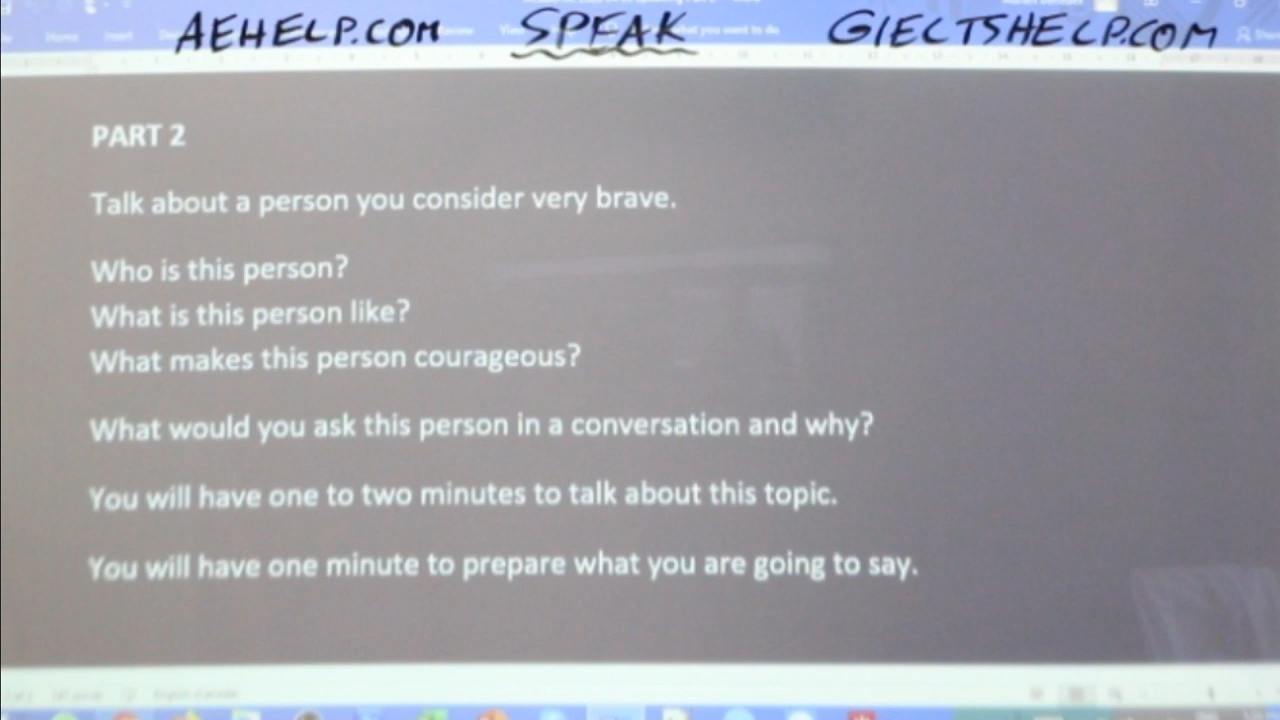 AEHELP.COM SPEAK GIELTSHELP.COM
Home Insert
PART 2
Talk about a person you consider very brave.
Who is this person?
What is this person like?
What makes this person courageous?
What would you ask this person in a conversation and why?
You will have one to two minutes to talk about this topic.
You will have one minute to prepare what you are going to say.